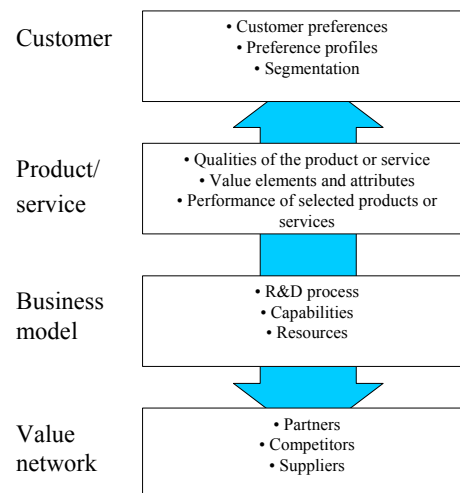 Customer
• Customer preferences
• Preference profiles
• Segmentation
Product/
service
• Qualities of the product or service
• Value elements and attributes
• Performance of selected products or
services
Business
model
• R&D process
• Capabilities
• Resources
Value
network
• Partners
• Competitors
• Suppliers